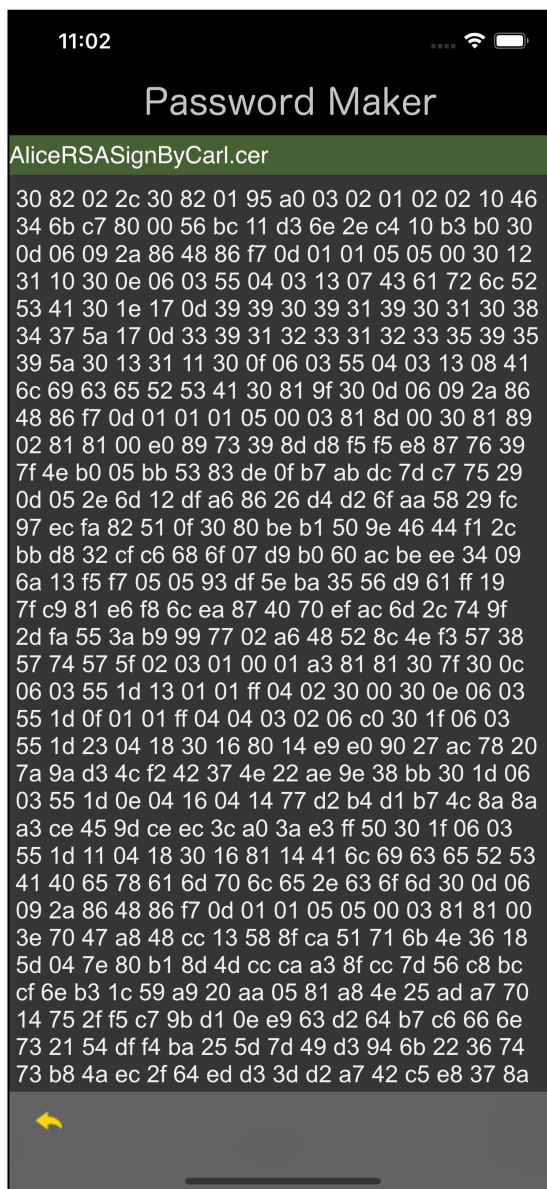 11:02
Password Maker
AliceRSASignByCarl.cer
30 82 02 2c 30 82 01 95 a0 03 02 01 02 02 10 46
34 6b c7 80 00 56 bc 11 d3 6e 2e c4 10 b3 b0 30
0d 06 09 2a 86 48 86 f7 0d 01 01 05 05 00 30 12
31 10 30 0e 06 03 55 04 03 13 07 43 61 72 6c 52
53 41 30 1e 17 0d 39 39 30 39 31 39 30 31 30 38
34 37 5a 17 0d 33 39 31 32 33 31 32 33 35 39 35
39 5a 30 13 31 11 30 0f 06 03 55 04 03 13 08 41
6c 69 63 65 52 53 41 30 81 9f 30 0d 06 09 2a 86
48 86 f7 0d 01 01 01 05 00 03 81 8d 00 30 81 89
02 81 81 00 e0 89 73 39 8d d8 f5 f5 e8 87 76 39
7f 4e b0 05 bb 53 83 de 0f b7 ab dc 7d c7 75 29
0d 05 2e 6d 12 df a6 86 26 d4 d2 6f aa 58 29 fc
97 ec fa 82 51 0f 30 80 be b1 50 9e 46 44 f1 2c
bb d8 32 cf c6 68 6f 07 d9 b0 60 ac be ee 34 09
6a 13 f5 f7 05 05 93 df 5e ba 35 56 d9 61 ff 19
7f c9 81 e6 f8 6c ea 87 40 70 ef ac 6d 2c 74 9f
2d fa 55 3a b9 99 77 02 a6 48 52 8c 4e f3 57 38
57 74 57 5f 02 03 01 00 01 a3 81 81 30 7f 30 0c
06 03 55 1d 13 01 01 ff 04 02 30 00 30 0e 06 03
55 1d 0f 01 01 ff 04 04 03 02 06 c0 30 1f 06 03
55 1d 23 04 18 30 16 80 14 e9 e0 90 27 ac 78 20
7a 9a d3 4c f2 42 37 4e 22 ae 9e 38 bb 30 1d 06
03 55 1d 0e 04 16 04 14 77 d2 b4 d1 b7 4c 8a 8a
a3 ce 45 9d ce ec 3c a0 3a e3 ff 50 30 1f 06 03
55 1d 11 04 18 30 16 81 14 41 6c 69 63 65 52 53
41 40 65 78 61 6d 70 6c 65 2e 63 6f 6d 30 0d 06
09 2a 86 48 86 f7 0d 01 01 05 05 00 03 81 81 00
3e 70 47 a8 48 cc 13 58 8f ca 51 71 6b 4e 36 18
5d 04 7e 80 b1 8d 4d cc ca a3 8f cc 7d 56 c8 bc
cf 6e b3 1c 59 a9 20 aa 05 81 a8 4e 25 ad a7 70
14 75 2f f5 c7 9b d1 0e e9 63 d2 64 b7 c6 66 6e
73 21 54 df f4 ba 25 5d 7d 49 d3 94 6b 22 36 74
73 b8 4a ec 2f 64 ed d3 3d d2 a7 42 c5 e8 37 8a